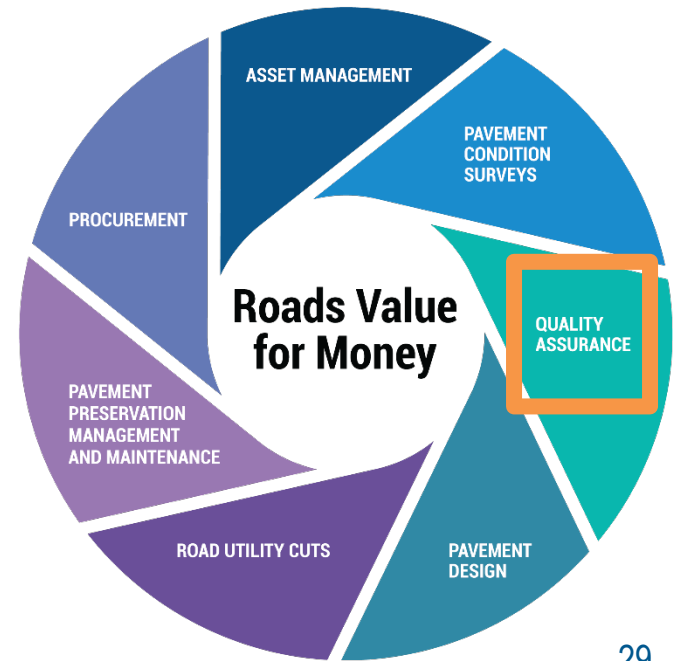 ASSET MANAGEMENT
PAVEMENT
CONDITION
SURVEYS
QUALITY
ASSURANCE
PAVEMENT
DESIGN
ROAD UTILITY CUTS
PAVEMENT
PRESERVATION
MANAGEMENT
AND MAINTENANCE
PROCUREMENT
Roads Value
for Money
29